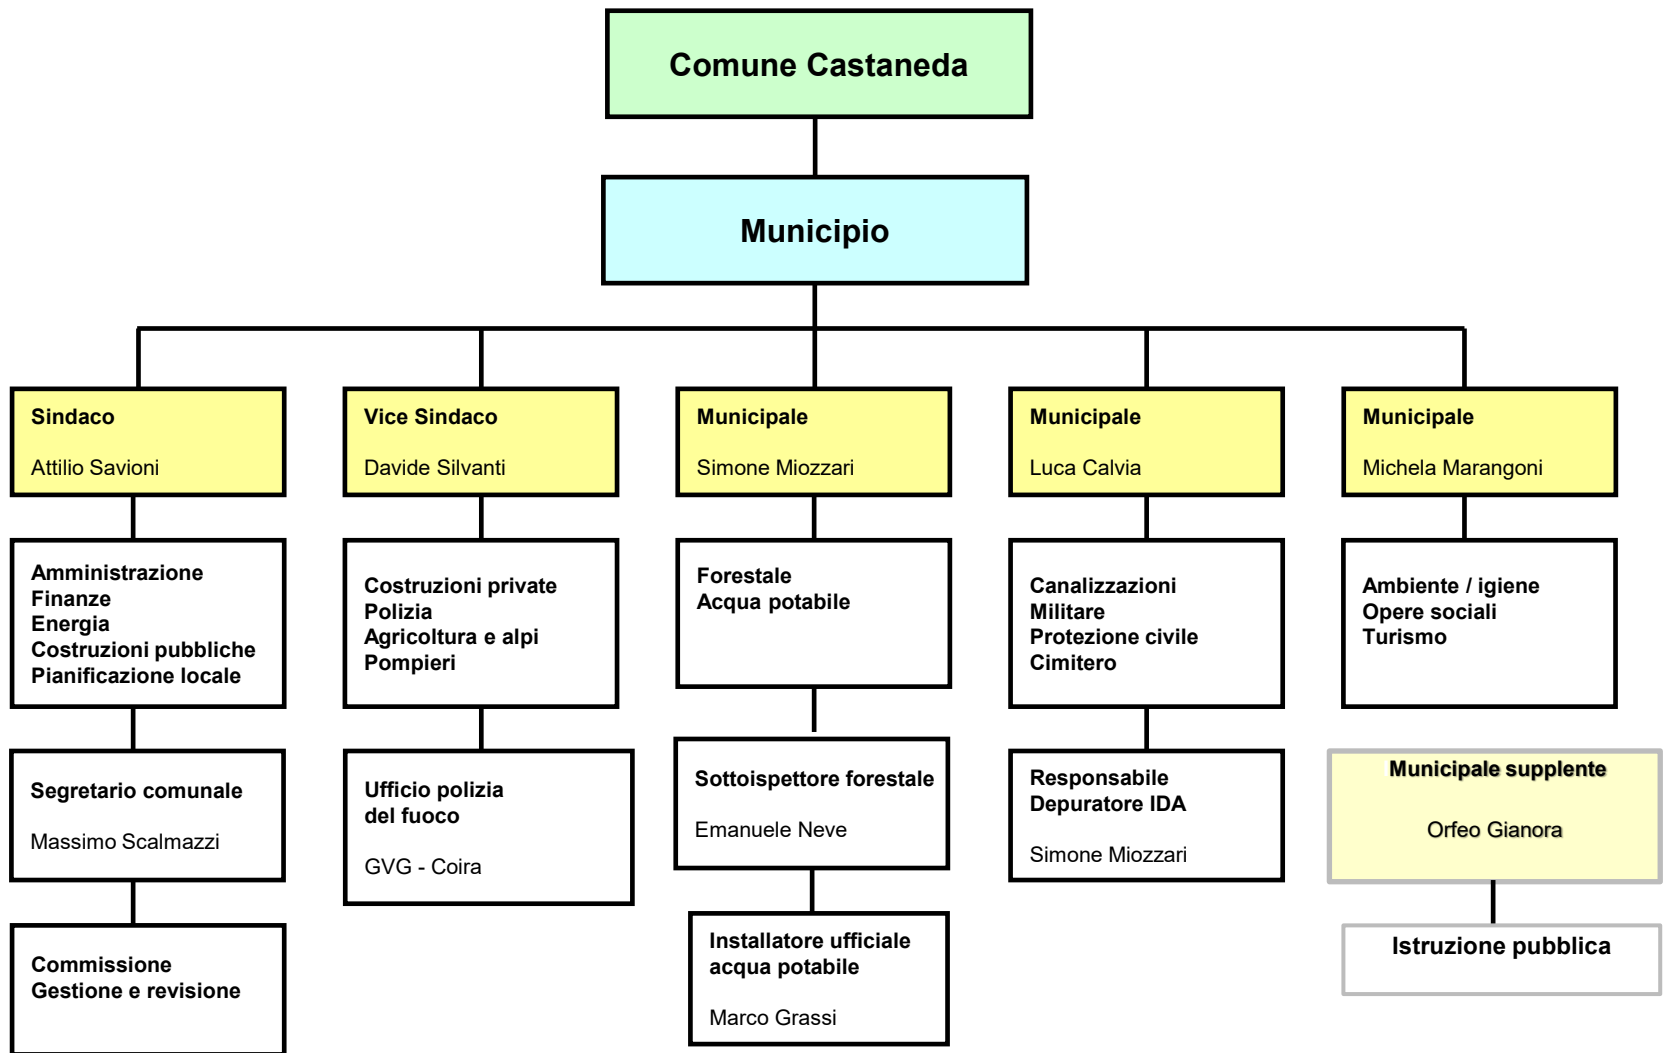 Comune Castaneda
Municipio
Sindaco
Attilio Savioni
Vice Sindaco
Davide Silvanti
Municipale
Simone Miozzari
Municipale
Luca Calvia
Municipale
Michela Marangoni
Amministrazione
Finanze
Energia
Costruzioni pubbliche
Pianificazione locale
Costruzioni private
Polizia
Agricoltura e alpi
Pompieri
Forestale
Acqua potabile
Canalizzazioni
Militare
Protezione civile
Cimitero
Ambiente / igiene
Opere sociali
Turismo
Segretario comunale
Massimo Scalmazzi
Ufficio polizia
del fuoco
GVG - Coira
Sottoispettore forestale
Emanuele Neve
Responsabile
Depuratore IDA
Simone Miozzari
Municipale supplente
Orfeo Gianora
Commissione
Gestione e revisione
Installatore ufficiale
acqua potabile
Marco Grassi
Istruzione pubblica